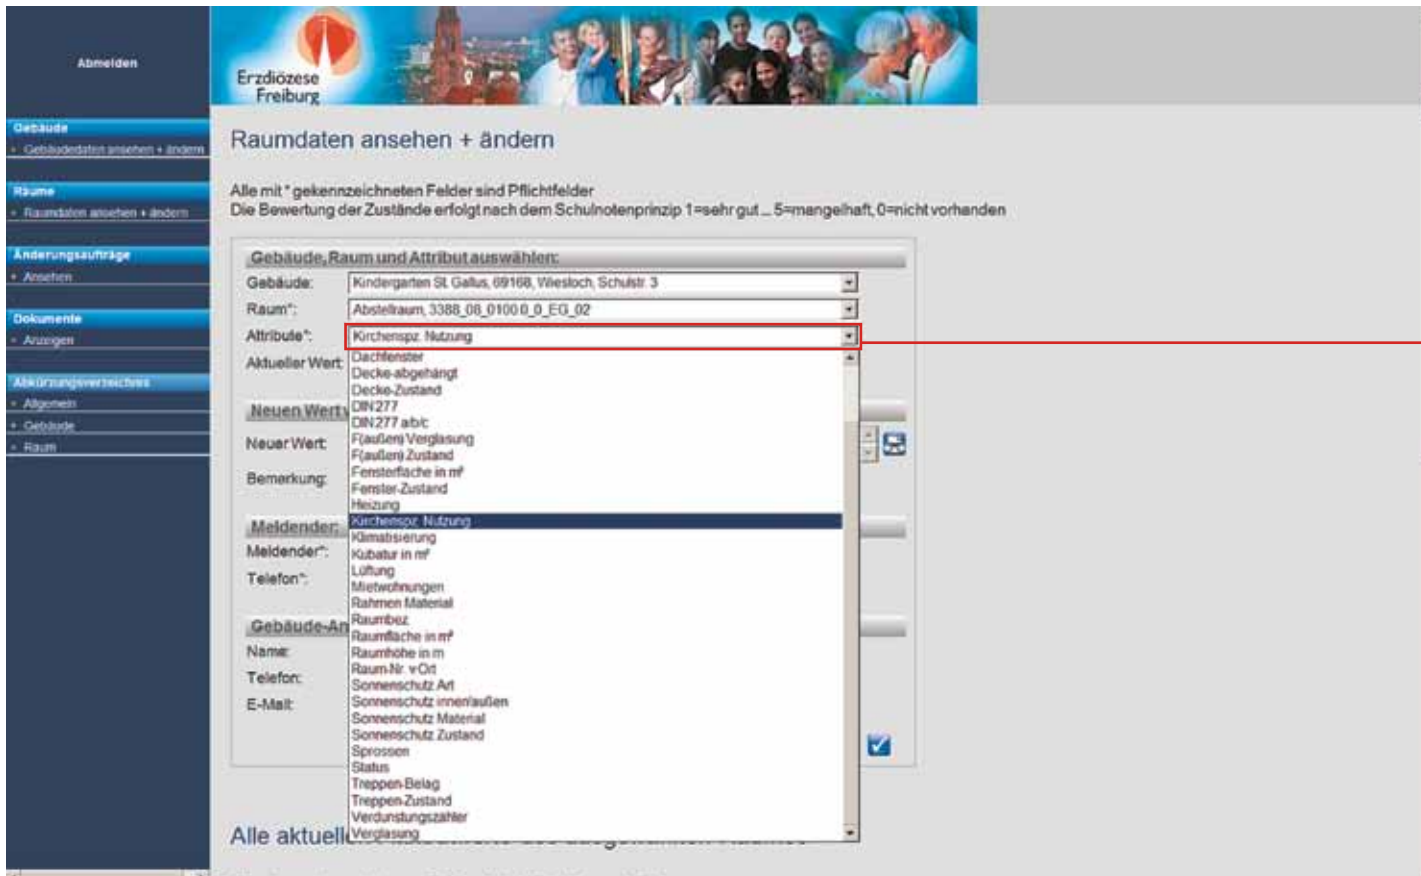 Abmelden
Erzdiözese
Freiburg
Gebäude
Gebäudedaten ansehen + ändern
Räume
Raumdaten ansehen + ändern
Änderungsaufträge
Ansehen
Dokumente
Anzeigen
Abkürzungsverzeichnis
Allgemein
Gebäude
Raum
Raumdaten ansehen + ändern
Alle mit * gekennzeichneten Felder sind Pflichtfelder
Die Bewertung der Zustände erfolgt nach dem Schulnotenprinzip 1=sehr gut ... 5=mangelhaft, 0=nicht vorhanden
Gebäude, Raum und Attribut auswählen:
Gebäude: Kindergarten St. Gallus, 69168, Wiesloch, Schulstr. 3
Raum*: Abstellraum, 3388_08_0100 0_0_EG_02
Attribute*: Kirchenspz. Nutzung
Aktueller Wert
Dachfenster
Decke-abgehängt
Decke-Zustand
DIN277
DIN277 a/b/c
F(außen) Verglasung
F(außen) Zustand
Fensterfläche in m²
Fenster-Zustand
Heizung
Kirchenspz. Nutzung
Klimatisierung
Kubatur in m³
Lüftung
Mietwohnungen
Rahmen Material
Raumbez.
Raumfläche in m²
Raumhöhe in m
Raum-Nr. v Ort
Sonnenschutz Art
Sonnenschutz innen/außen
Sonnenschutz Material
Sonnenschutz Zustand
Sprossen
Status
Treppen-Belag
Treppen-Zustand
Verdunstungszähler
Verglasung
Neuen Wert
Neuer Wert:
Bemerkung:
Meldender:
Meldender*:
Telefon*:
Gebäude-An
Name:
Telefon:
E-Mail:
Alle aktuell